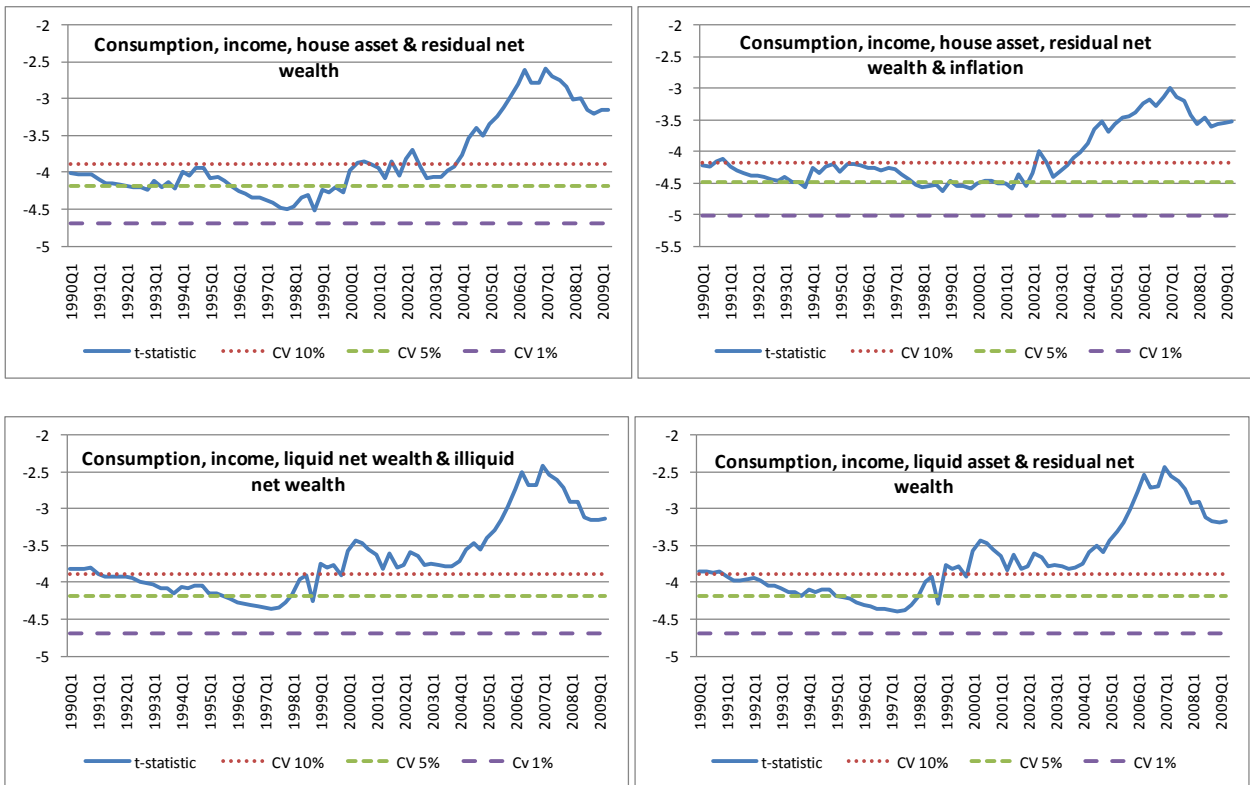 Consumption, income, house asset & residual net
wealth
-2
-2.5
-3
-3.5
-4
-4.5
-5
1990Q1
1991Q1
1992Q1
1993Q1
1994Q1
1995Q1
1996Q1
1997Q1
1998Q1
1999Q1
2000Q1
2001Q1
2002Q1
2003Q1
2004Q1
2005Q1
2006Q1
2007Q1
2008Q1
2009Q1
t-statistic CV 10% CV 5% CV 1%
Consumption, income, house asset, residual net
wealth & inflation
-2
-2.5
-3
-3.5
-4
-4.5
-5
-5.5
1990Q1
1991Q1
1992Q1
1993Q1
1994Q1
1995Q1
1996Q1
1997Q1
1998Q1
1999Q1
2000Q1
2001Q1
2002Q1
2003Q1
2004Q1
2005Q1
2006Q1
2007Q1
2008Q1
2009Q1
t-statistic CV 10% CV 5% CV 1%
Consumption, income, liquid net wealth & illiquid
net wealth
-2
-2.5
-3
-3.5
-4
-4.5
-5
1990Q1
1991Q1
1992Q1
1993Q1
1994Q1
1995Q1
1996Q1
1997Q1
1998Q1
1999Q1
2000Q1
2001Q1
2002Q1
2003Q1
2004Q1
2005Q1
2006Q1
2007Q1
2008Q1
2009Q1
t-statistic CV 10% CV 5% Cv 1%
Consumption, income, liquid asset & residual net
wealth
-2
-2.5
-3
-3.5
-4
-4.5
-5
1990Q1
1991Q1
1992Q1
1993Q1
1994Q1
1995Q1
1996Q1
1997Q1
1998Q1
1999Q1
2000Q1
2001Q1
2002Q1
2003Q1
2004Q1
2005Q1
2006Q1
2007Q1
2008Q1
2009Q1
t-statistic CV 10% CV 5% CV 1%